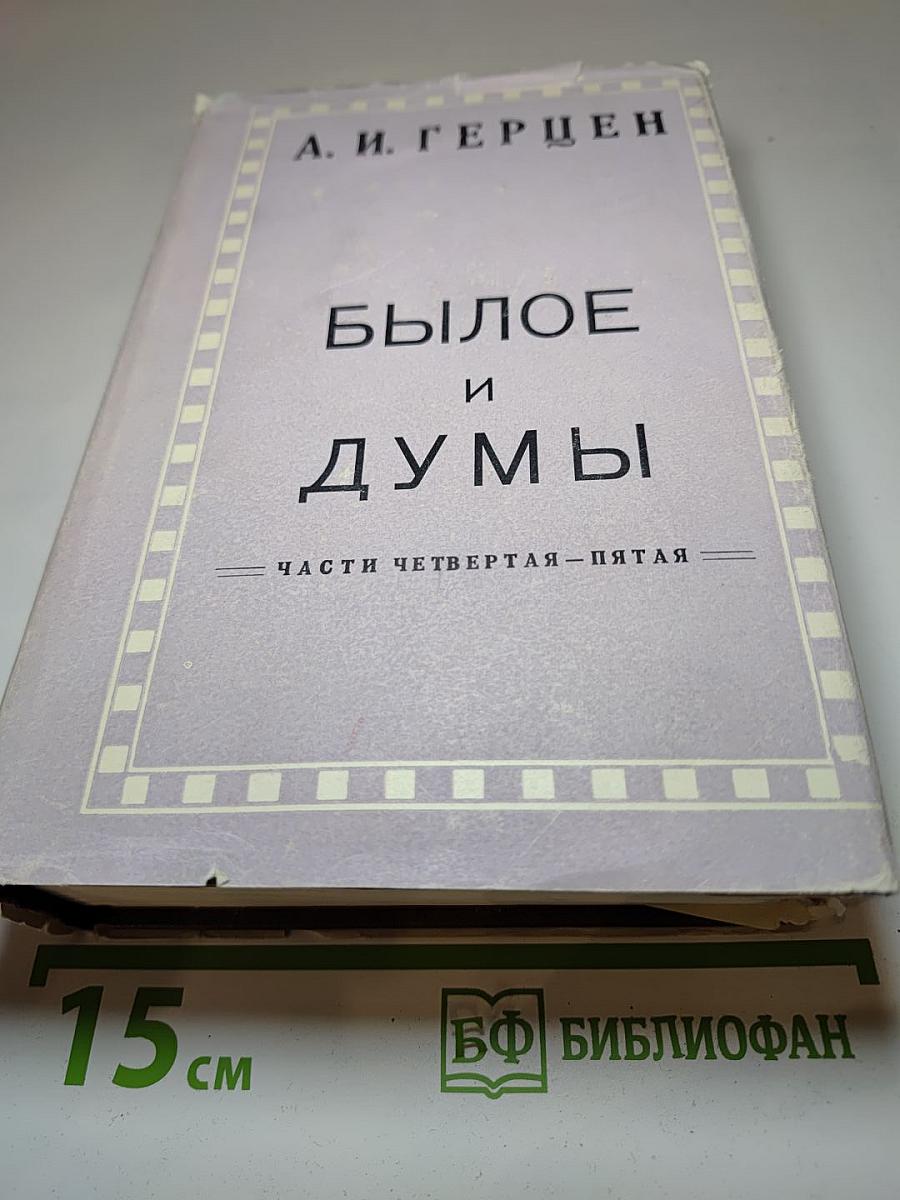 А. И. ГЕРЦЕН
БЫЛОЕ
И
ДУМЫ
ЧАСТИ ЧЕТВЕРТАЯ—ПЯТАЯ
15 см
БФ БИБЛИОФАН